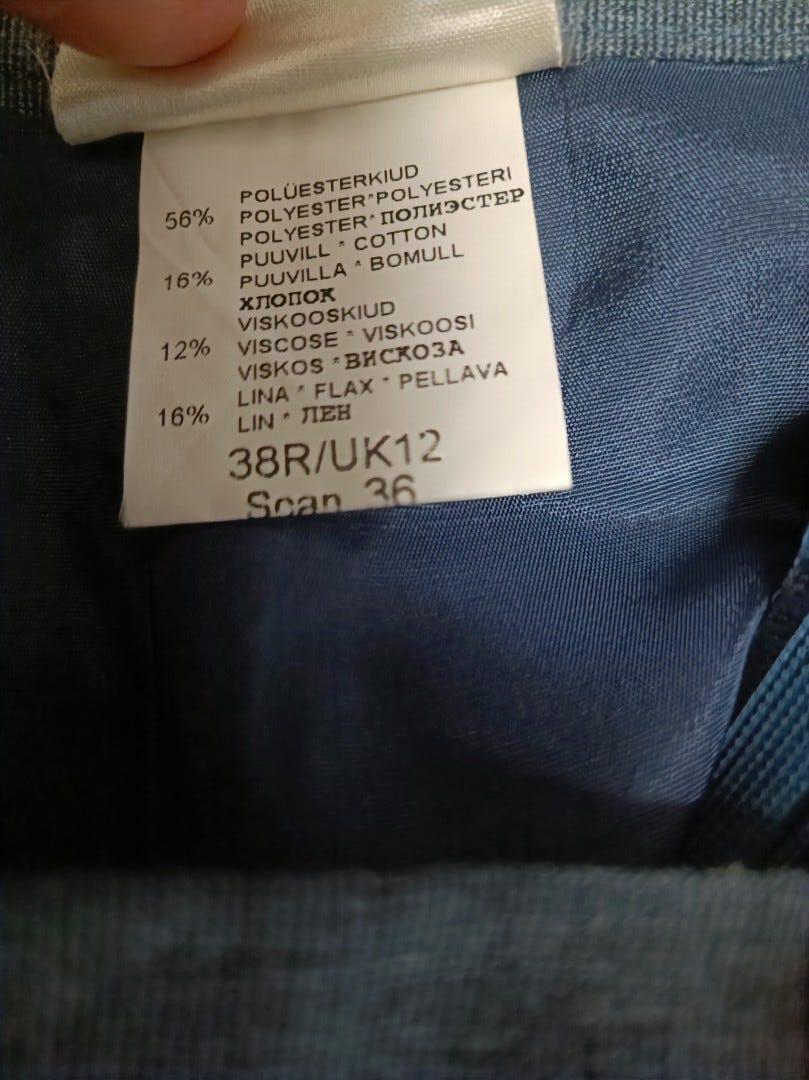 POLÜESTERKIUD
56% POLYESTER*POLYESTERI
POLYESTER*ПОЛИЭСТЕР
PUUVILL * COTTON
16% PUUVILLA * BOMULL
ХЛОПОК
VISKOOSKIUD
12% VISCOSE * VISKOOSI
VISKOS *ВИСКОЗА
LINA * FLAX * PELLAVA
16% LIN * ЛЕН
38R/UK12
Scan 36